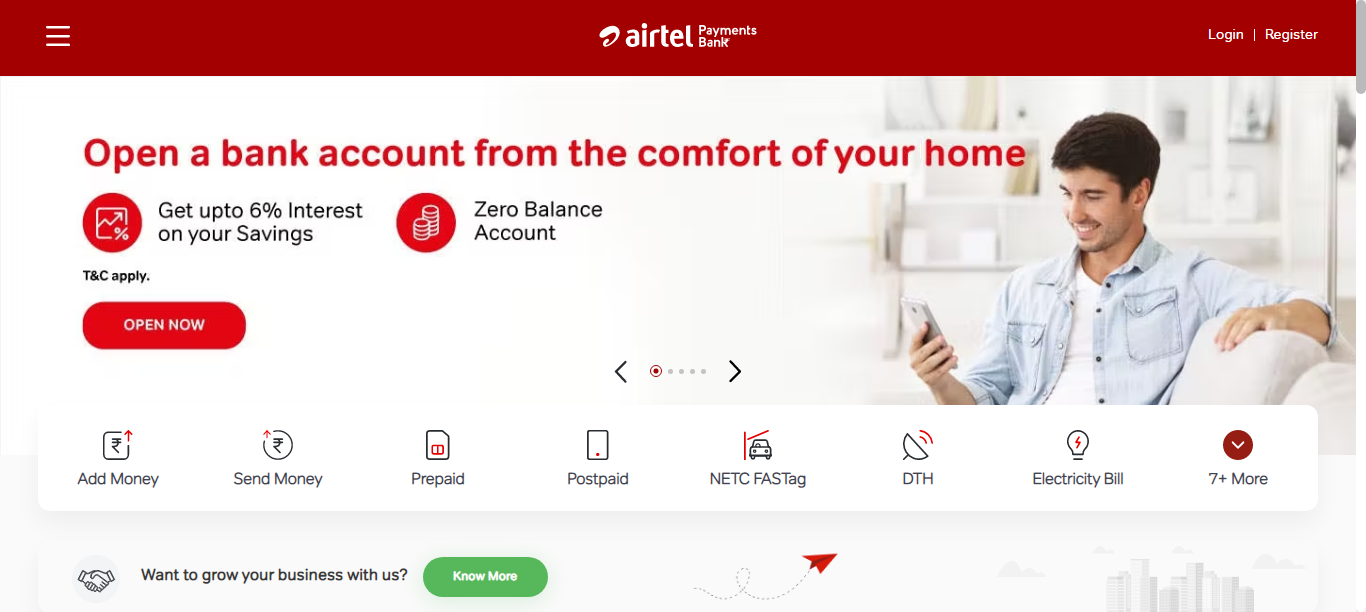 airtel Payments Bank
Login | Register
Open a bank account from the comfort of your home
Get upto 6% Interest
on your Savings
Zero Balance
Account
T&C apply.
OPEN NOW
Add Money
Send Money
Prepaid
Postpaid
NETC FASTag
DTH
Electricity Bill
7+ More
Want to grow your business with us?
Know More